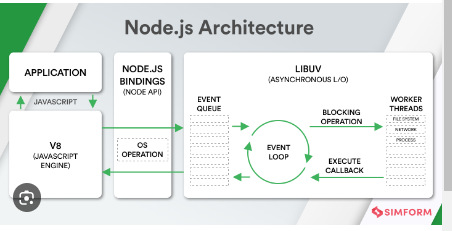 Node.js Architecture
APPLICATION
JAVASCRIPT
V8
(JAVASCRIPT
ENGINE)
NODE.JS
BINDINGS
(NODE API)
OS
OPERATION
LIBUV
(ASYNCHRONOUS L/O)
EVENT
QUEUE
EVENT
LOOP
BLOCKING
OPERATION
EXECUTE
CALLBACK
WORKER
THREADS
FILE SYSTEM
NETWORK
PROCESS
SIMFORM